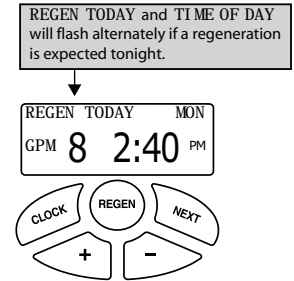 REGEN TODAY and TIME OF DAY
will flash alternately if a regeneration
is expected tonight.
REGEN TODAY MON
GPM 8 2:40 PM
CLOCK REGEN NEXT
+ −